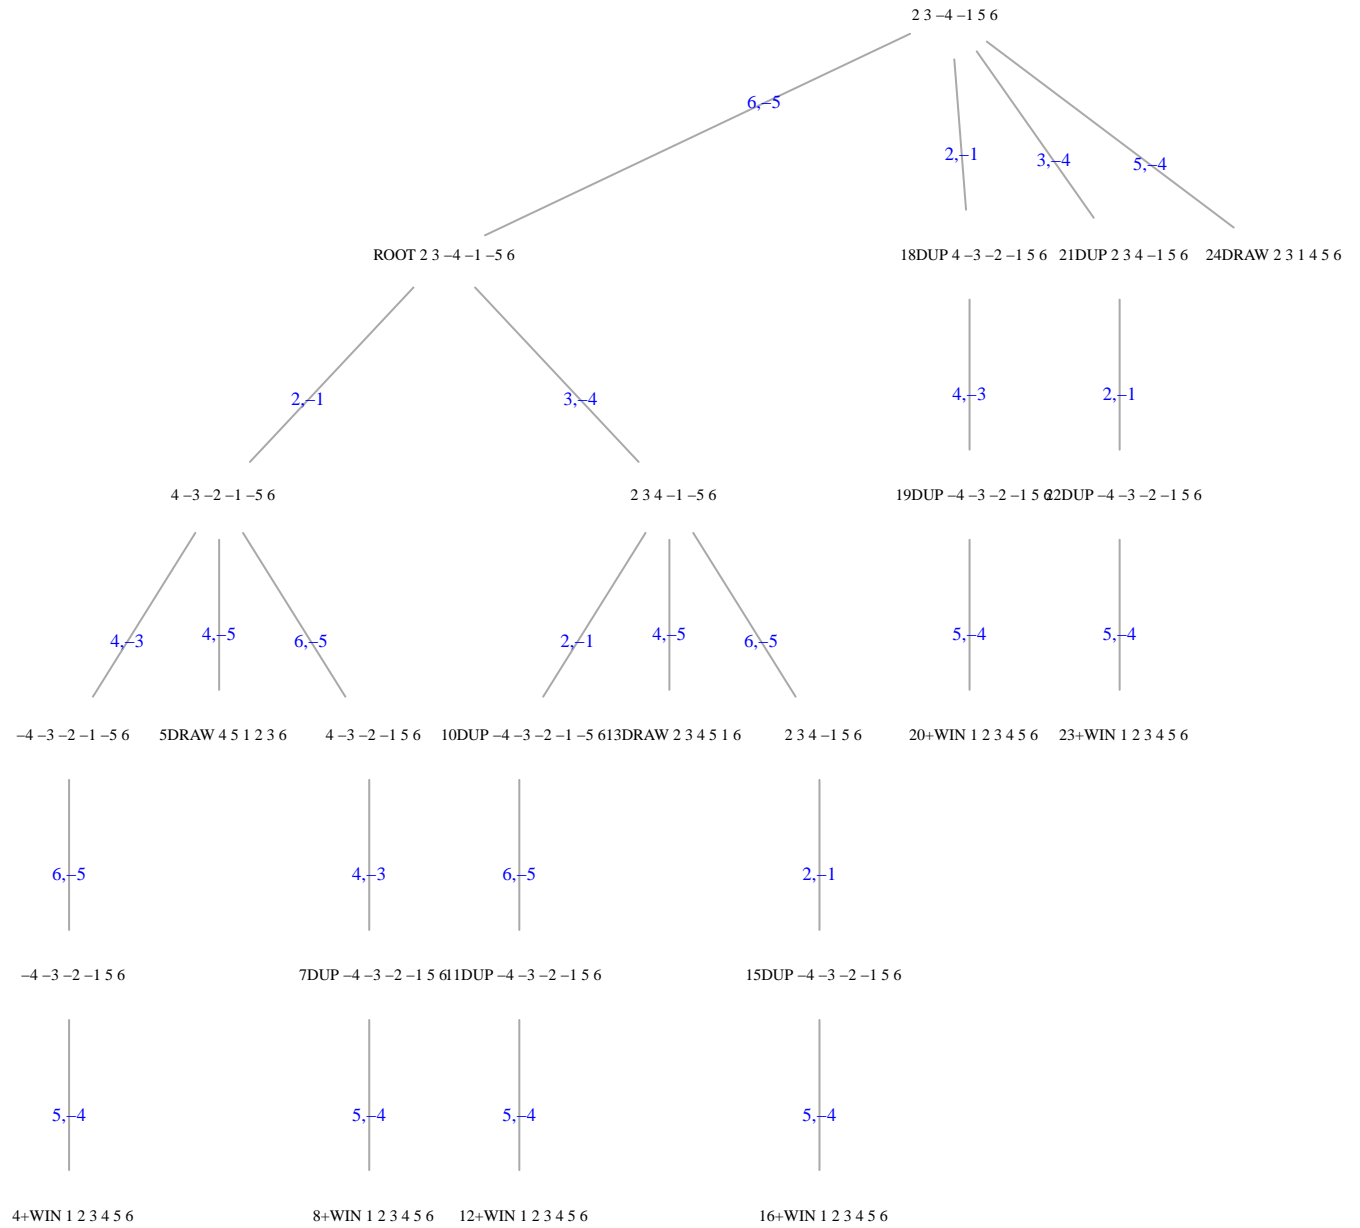 2 3 −4 −1 5 6
6,−5
2,−1
3,−4
5,−4
ROOT 2 3 −4 −1 −5 6
18DUP 4 −3 −2 −1 5 6
21DUP 2 3 4 −1 5 6
24DRAW 2 3 1 4 5 6
2,−1
3,−4
4,−3
2,−1
4 −3 −2 −1 −5 6
2 3 4 −1 −5 6
19DUP −4 −3 −2 −1 5 6
22DUP −4 −3 −2 −1 5 6
4,−3
4,−5
6,−5
2,−1
4,−5
6,−5
5,−4
5,−4
−4 −3 −2 −1 −5 6
5DRAW 4 5 1 2 3 6
4 −3 −2 −1 5 6
10DUP −4 −3 −2 −1 −5 6
13DRAW 2 3 4 5 1 6
2 3 4 −1 5 6
20+WIN 1 2 3 4 5 6
23+WIN 1 2 3 4 5 6
6,−5
4,−3
6,−5
2,−1
−4 −3 −2 −1 5 6
7DUP −4 −3 −2 −1 5 6
11DUP −4 −3 −2 −1 5 6
15DUP −4 −3 −2 −1 5 6
5,−4
5,−4
5,−4
5,−4
4+WIN 1 2 3 4 5 6
8+WIN 1 2 3 4 5 6
12+WIN 1 2 3 4 5 6
16+WIN 1 2 3 4 5 6